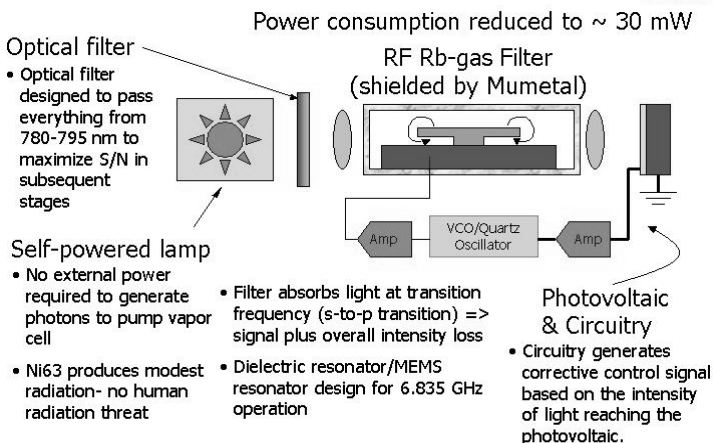 Power consumption reduced to ~ 30 mW
Optical filter
• Optical filter
designed to pass
everything from
780-795 nm to
maximize S/N in
subsequent
stages
RF Rb-gas Filter
(shielded by Mumetal)
Amp
VCO/Quartz
Oscillator
Amp
Self-powered lamp
• No external power
required to generate
photons to pump vapor
cell
• Ni63 produces modest
radiation- no human
radiation threat
• Filter absorbs light at transition
frequency (s-to-p transition) =>
signal plus overall intensity loss
• Dielectric resonator/MEMS
resonator design for 6.835 GHz
operation
Photovoltaic
& Circuitry
• Circuitry generates
corrective control signal
based on the intensity
of light reaching the
photovoltaic.